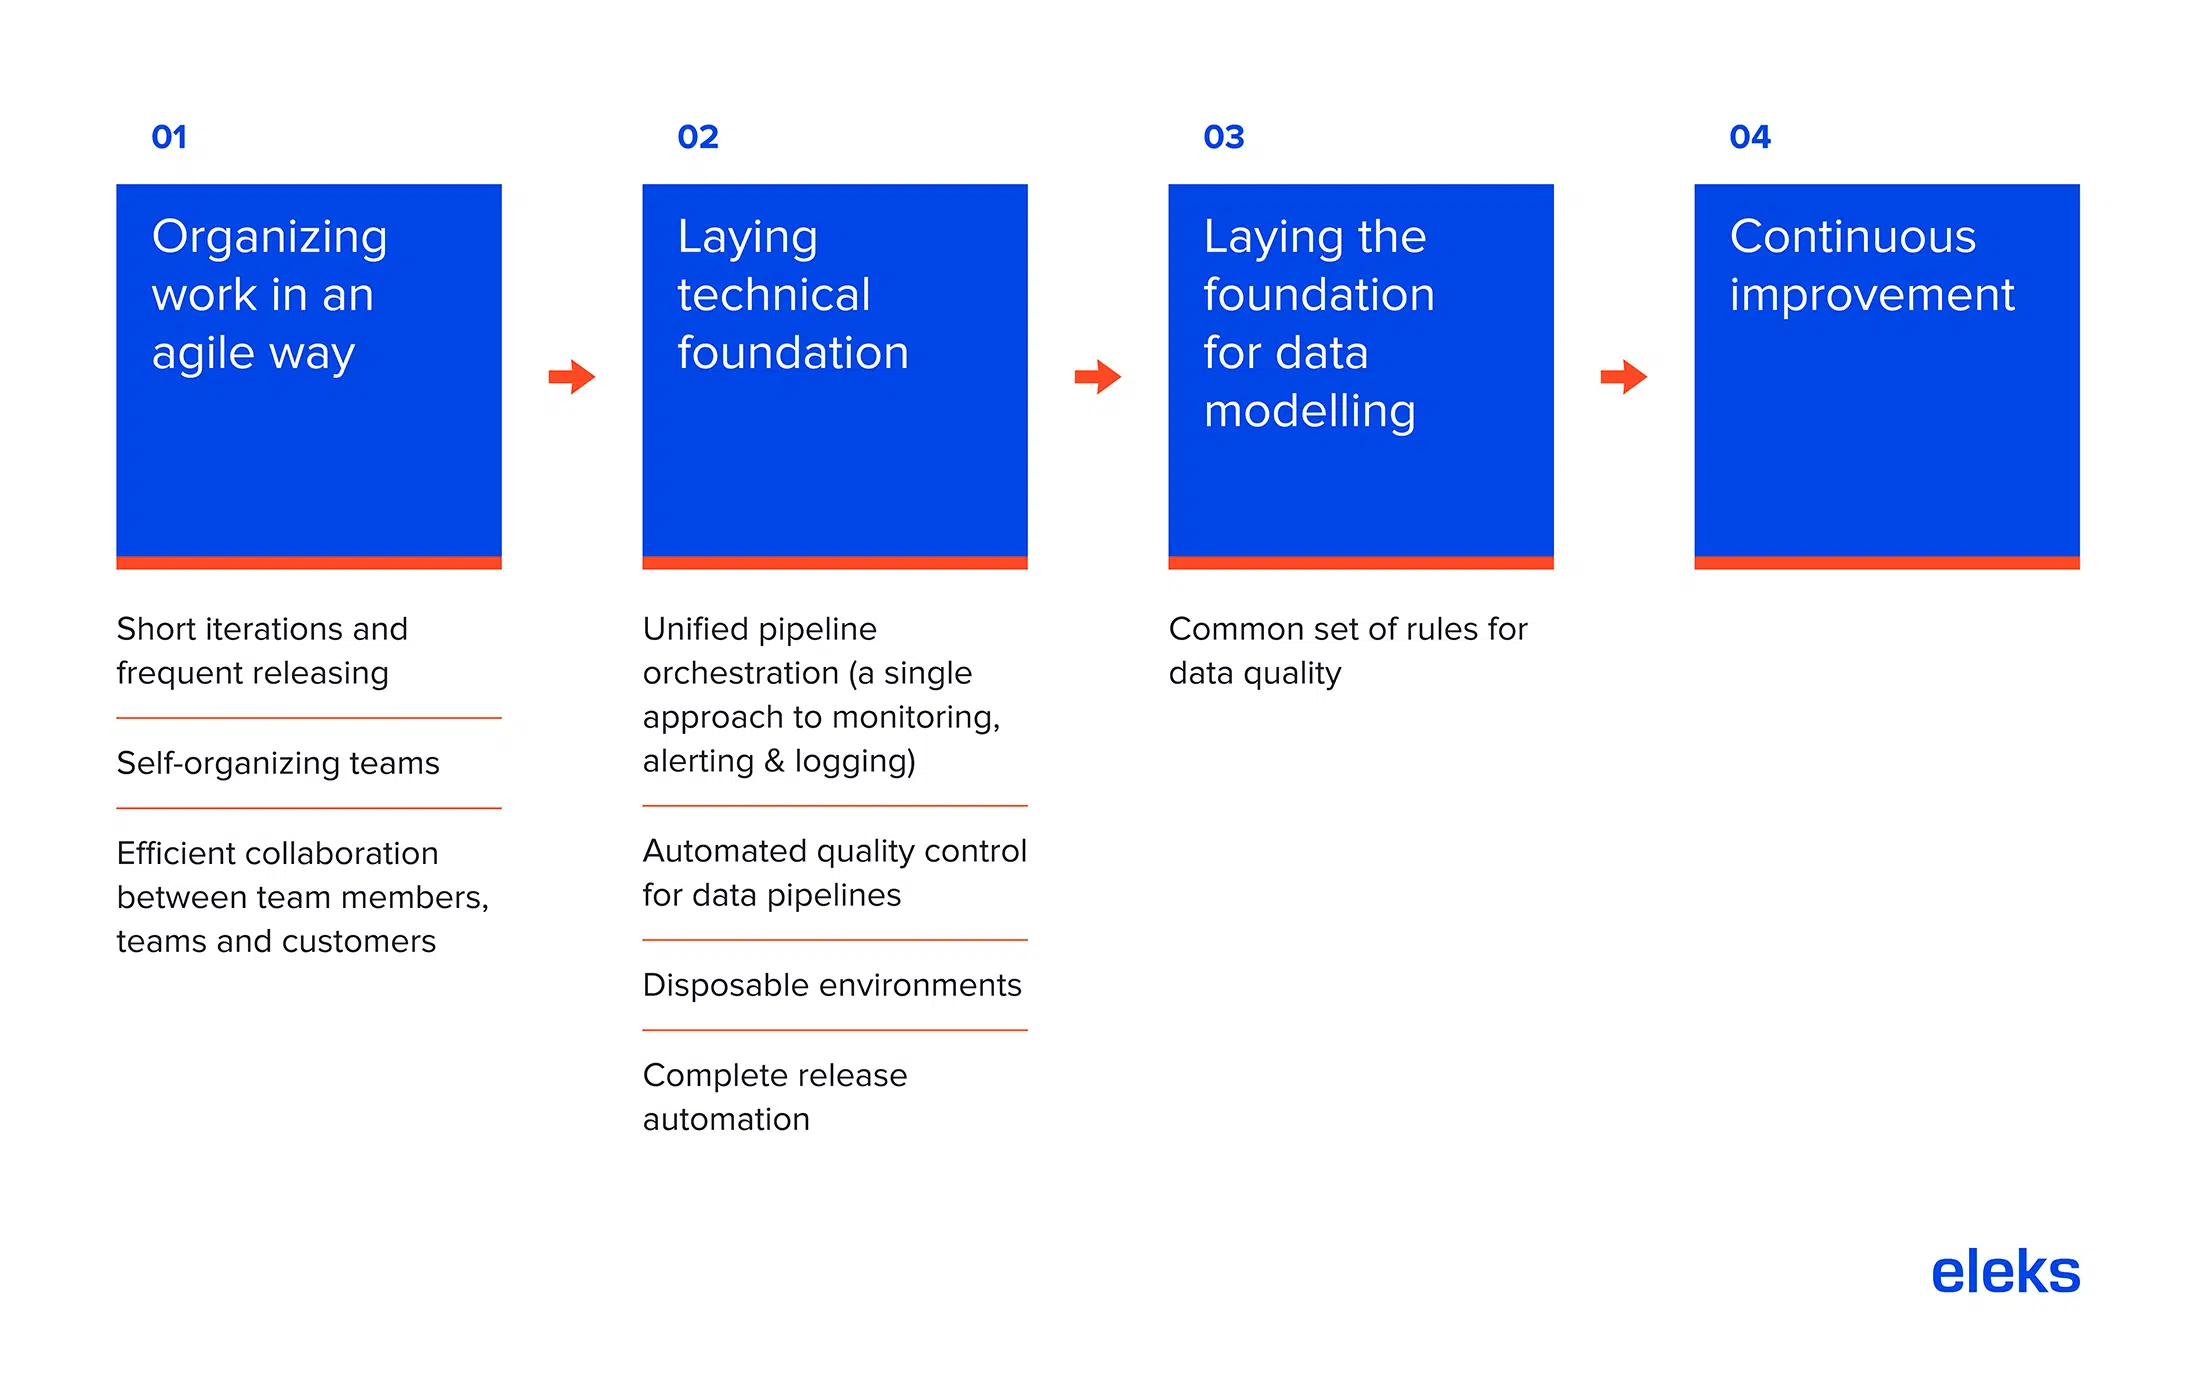 01
Organizing
work in an
agile way
Short iterations and
frequent releasing
Self-organizing teams
Efficient collaboration
between team members,
teams and customers
02
Laying
technical
foundation
Unified pipeline
orchestration (a single
approach to monitoring,
alerting & logging)
Automated quality control
for data pipelines
Disposable environments
Complete release
automation
03
Laying the
foundation
for data
modelling
Common set of rules for
data quality
04
Continuous
improvement
eleks